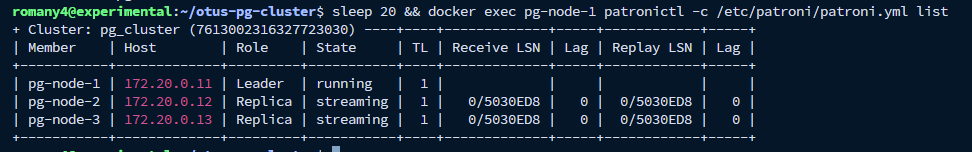 romany4@experimental:~/otus-pg-cluster$ sleep 20 && docker exec pg-node-1 patronictl -c /etc/patroni/patroni.yml list
+ Cluster: pg_cluster (7613002316327723030) ----+----+-------------+-----+------------+-----+
| Member    | Host        | Role    | State     | TL | Receive LSN | Lag | Replay LSN | Lag |
+-----------+-------------+---------+-----------+----+-------------+-----+------------+-----+
| pg-node-1 | 172.20.0.11 | Leader  | running   |  1 |             |     |            |     |
| pg-node-2 | 172.20.0.12 | Replica | streaming |  1 |   0/5030ED8 |   0 |  0/5030ED8 |   0 |
| pg-node-3 | 172.20.0.13 | Replica | streaming |  1 |   0/5030ED8 |   0 |  0/5030ED8 |   0 |
+-----------+-------------+---------+-----------+----+-------------+-----+------------+-----+